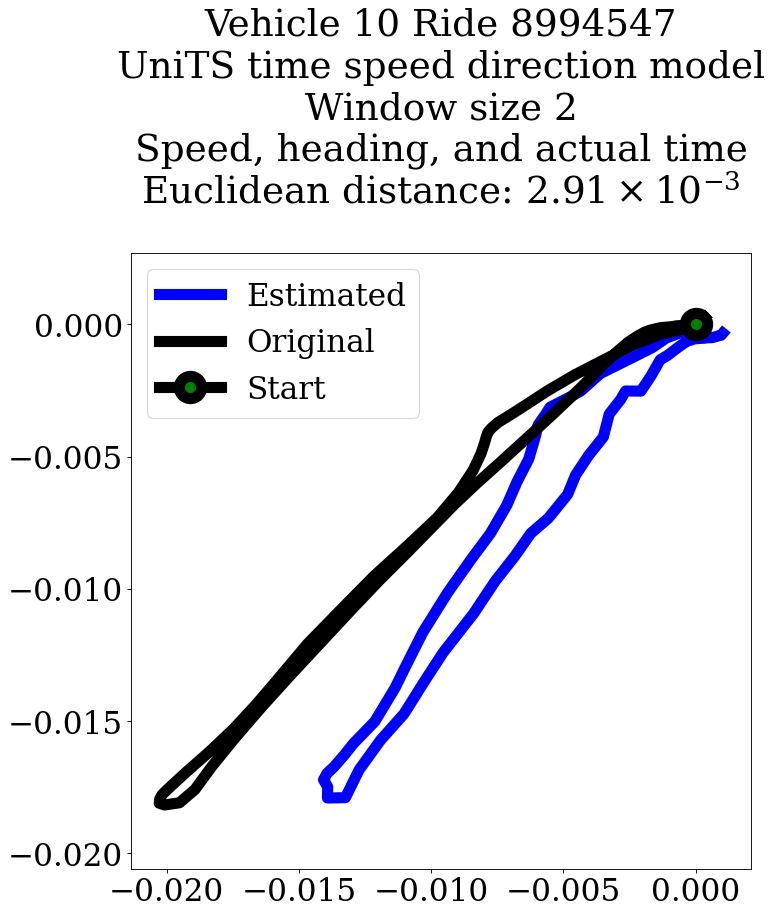 Vehicle 10 Ride 8994547
UniTS time speed direction model
Window size 2
Speed, heading, and actual time
Euclidean distance: 2.91 × 10⁻³
Estimated
Original
Start
0.000
−0.005
−0.010
−0.015
−0.020
−0.020 −0.015 −0.010 −0.005 0.000